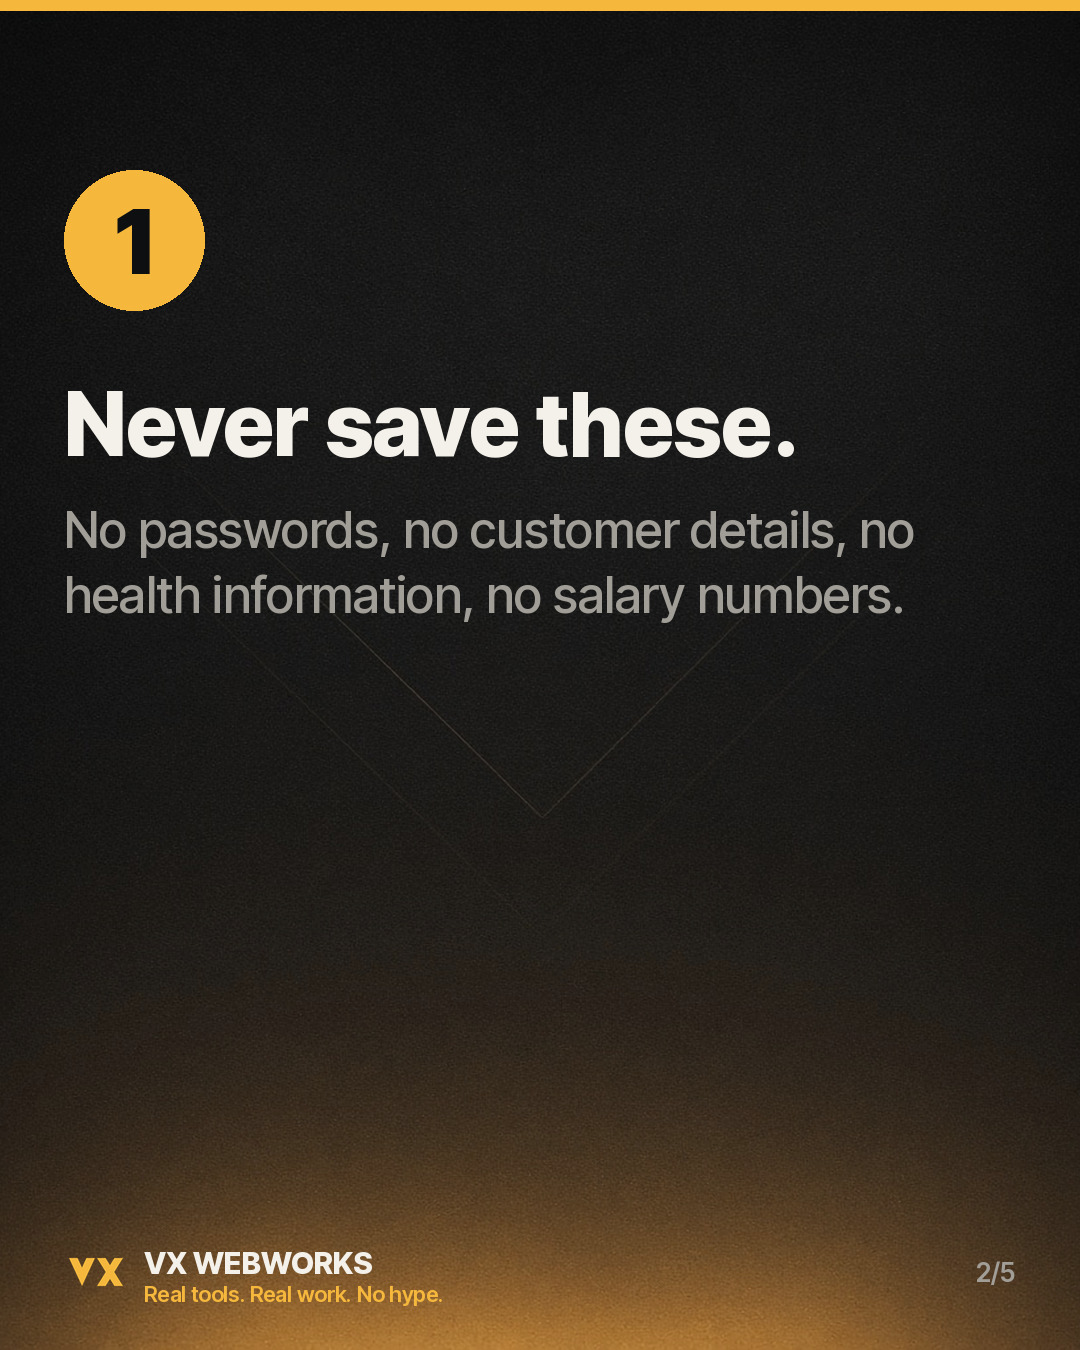 1
Never save these.
No passwords, no customer details, no
health information, no salary numbers.
VX
VX WEBWORKS
Real tools. Real work. No hype.
2/5